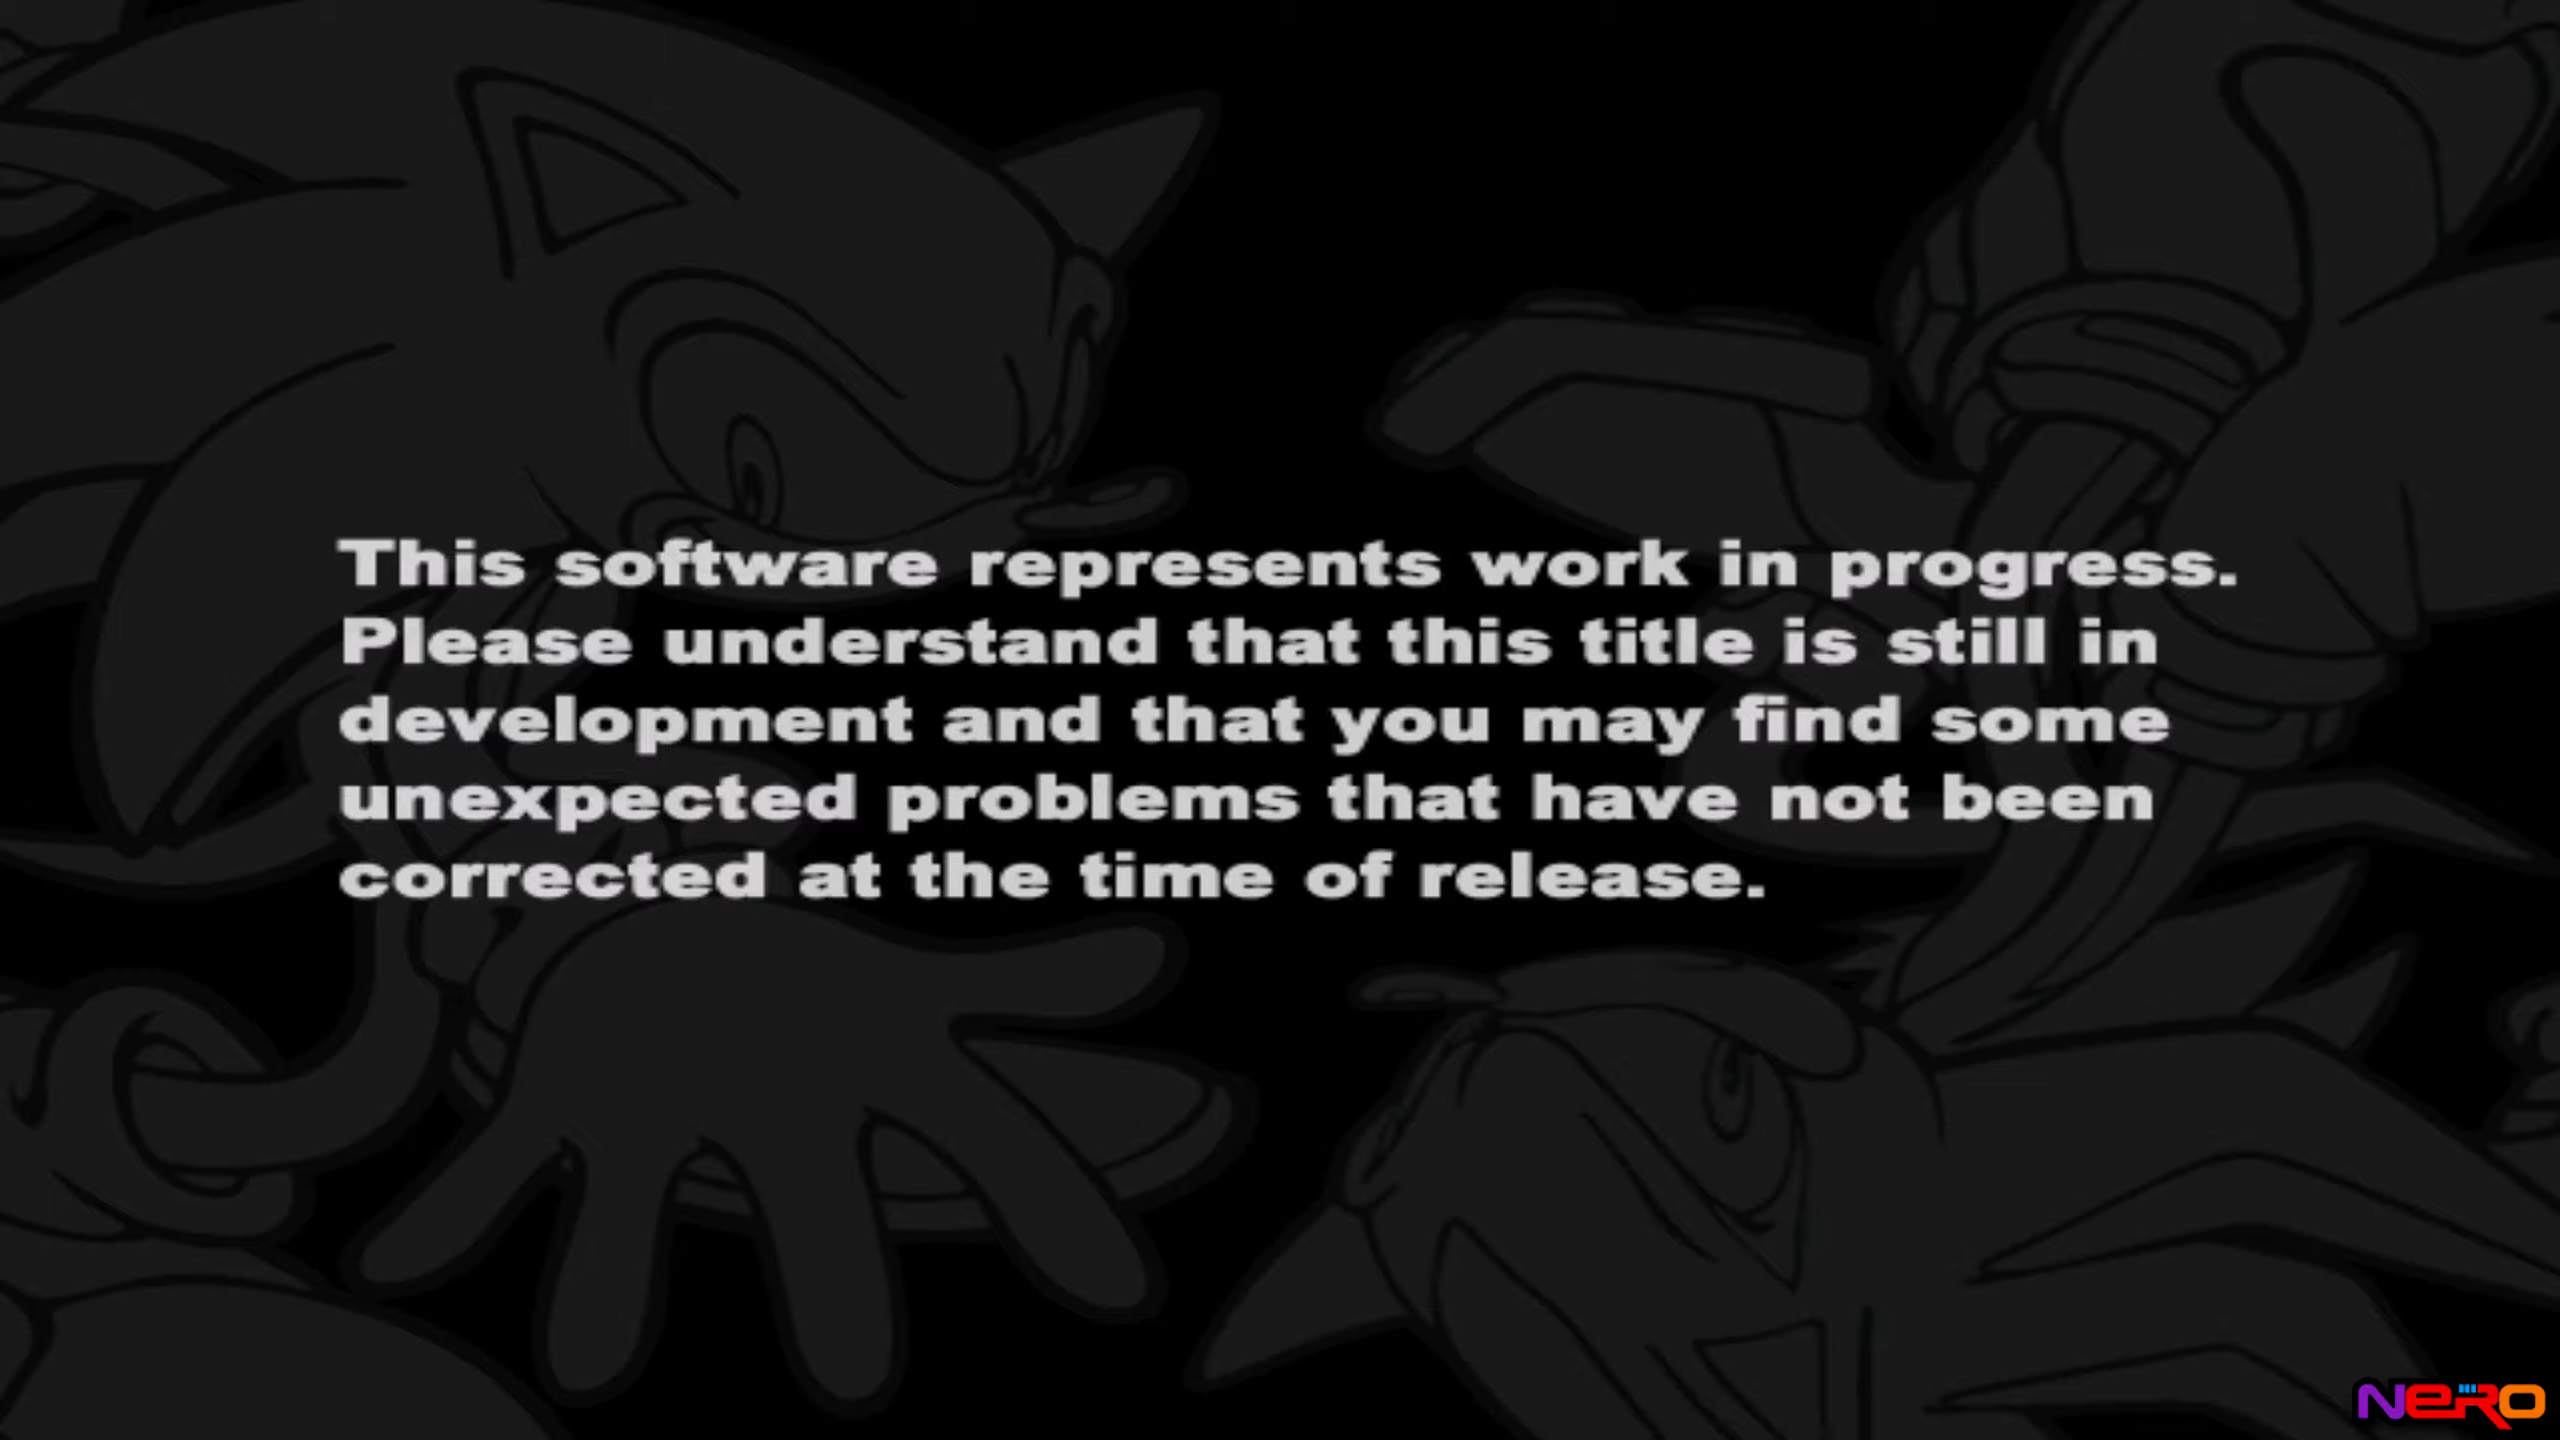 This software represents work in progress.
Please understand that this title is still in
development and that you may find some
unexpected problems that have not been
corrected at the time of release.
NeRO